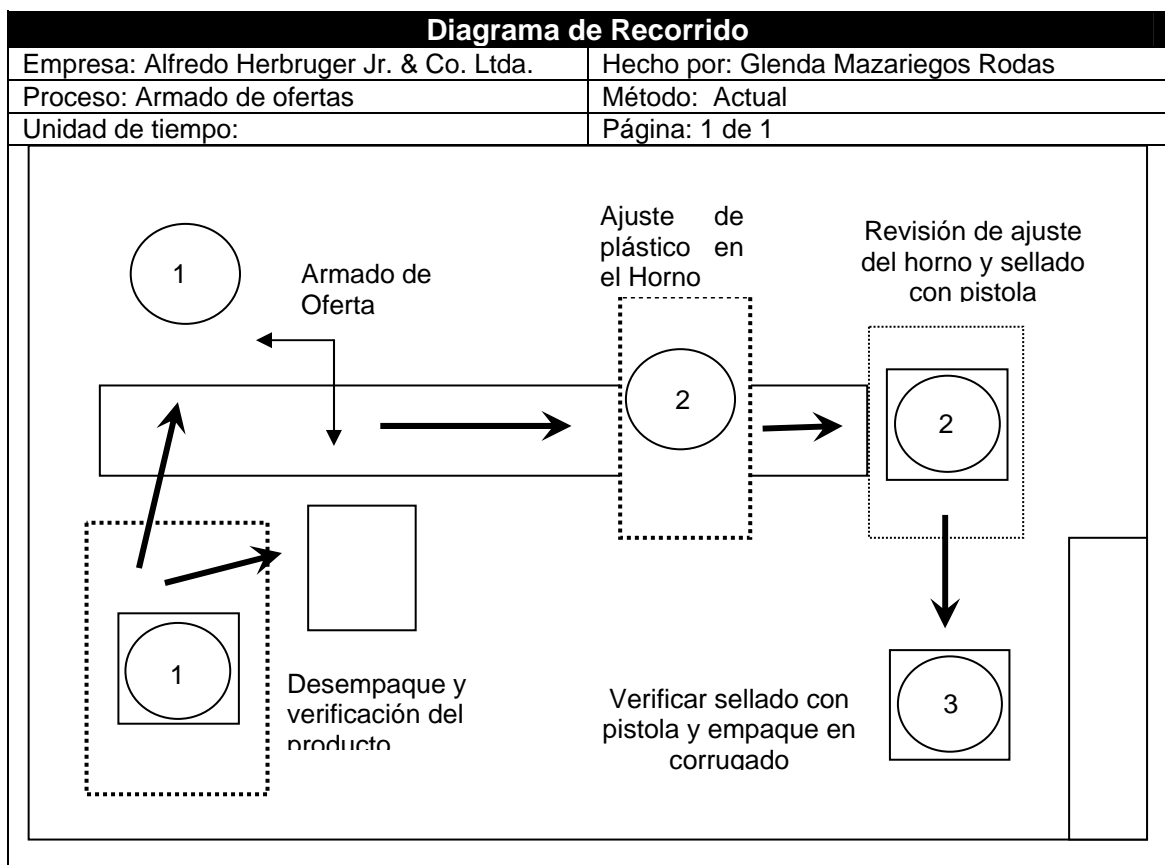 Diagrama de Recorrido
Empresa: Alfredo Herbruger Jr. & Co. Ltda.
Hecho por: Glenda Mazariegos Rodas
Proceso: Armado de ofertas
Método: Actual
Unidad de tiempo:
Página: 1 de 1
1
Armado de
Oferta
Ajuste de
plástico en
el Horno
Revisión de ajuste
del horno y sellado
con pistola
2
2
1
Desempaque y
verificación del
producto
Verificar sellado con
pistola y empaque en
corrugado
3